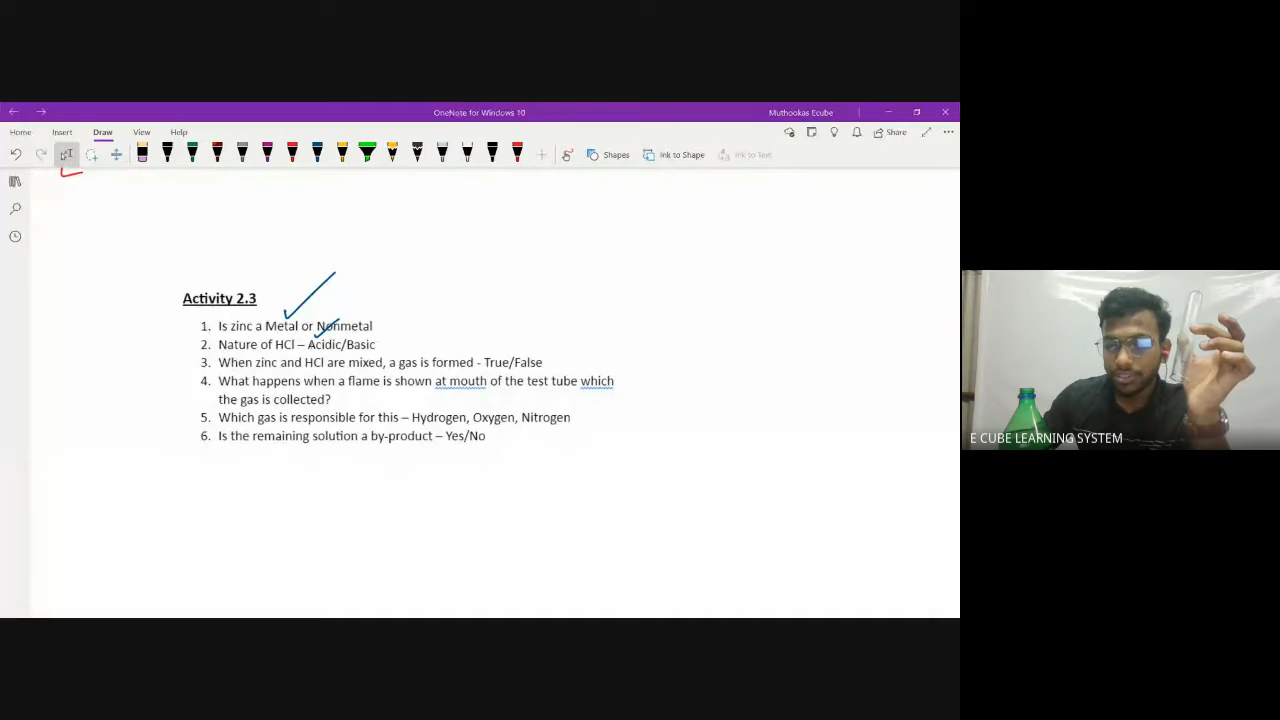 OneNote for Windows 10
Muthookas Ecube
Home Insert Draw View Help
Share
Shapes Ink to Shape Ink to Text
Activity 2.3
1. Is zinc a Metal or Nonmetal
2. Nature of HCl – Acidic/Basic
3. When zinc and HCl are mixed, a gas is formed - True/False
4. What happens when a flame is shown at mouth of the test tube which
the gas is collected?
5. Which gas is responsible for this – Hydrogen, Oxygen, Nitrogen
6. Is the remaining solution a by-product – Yes/No
E CUBE LEARNING SYSTEM